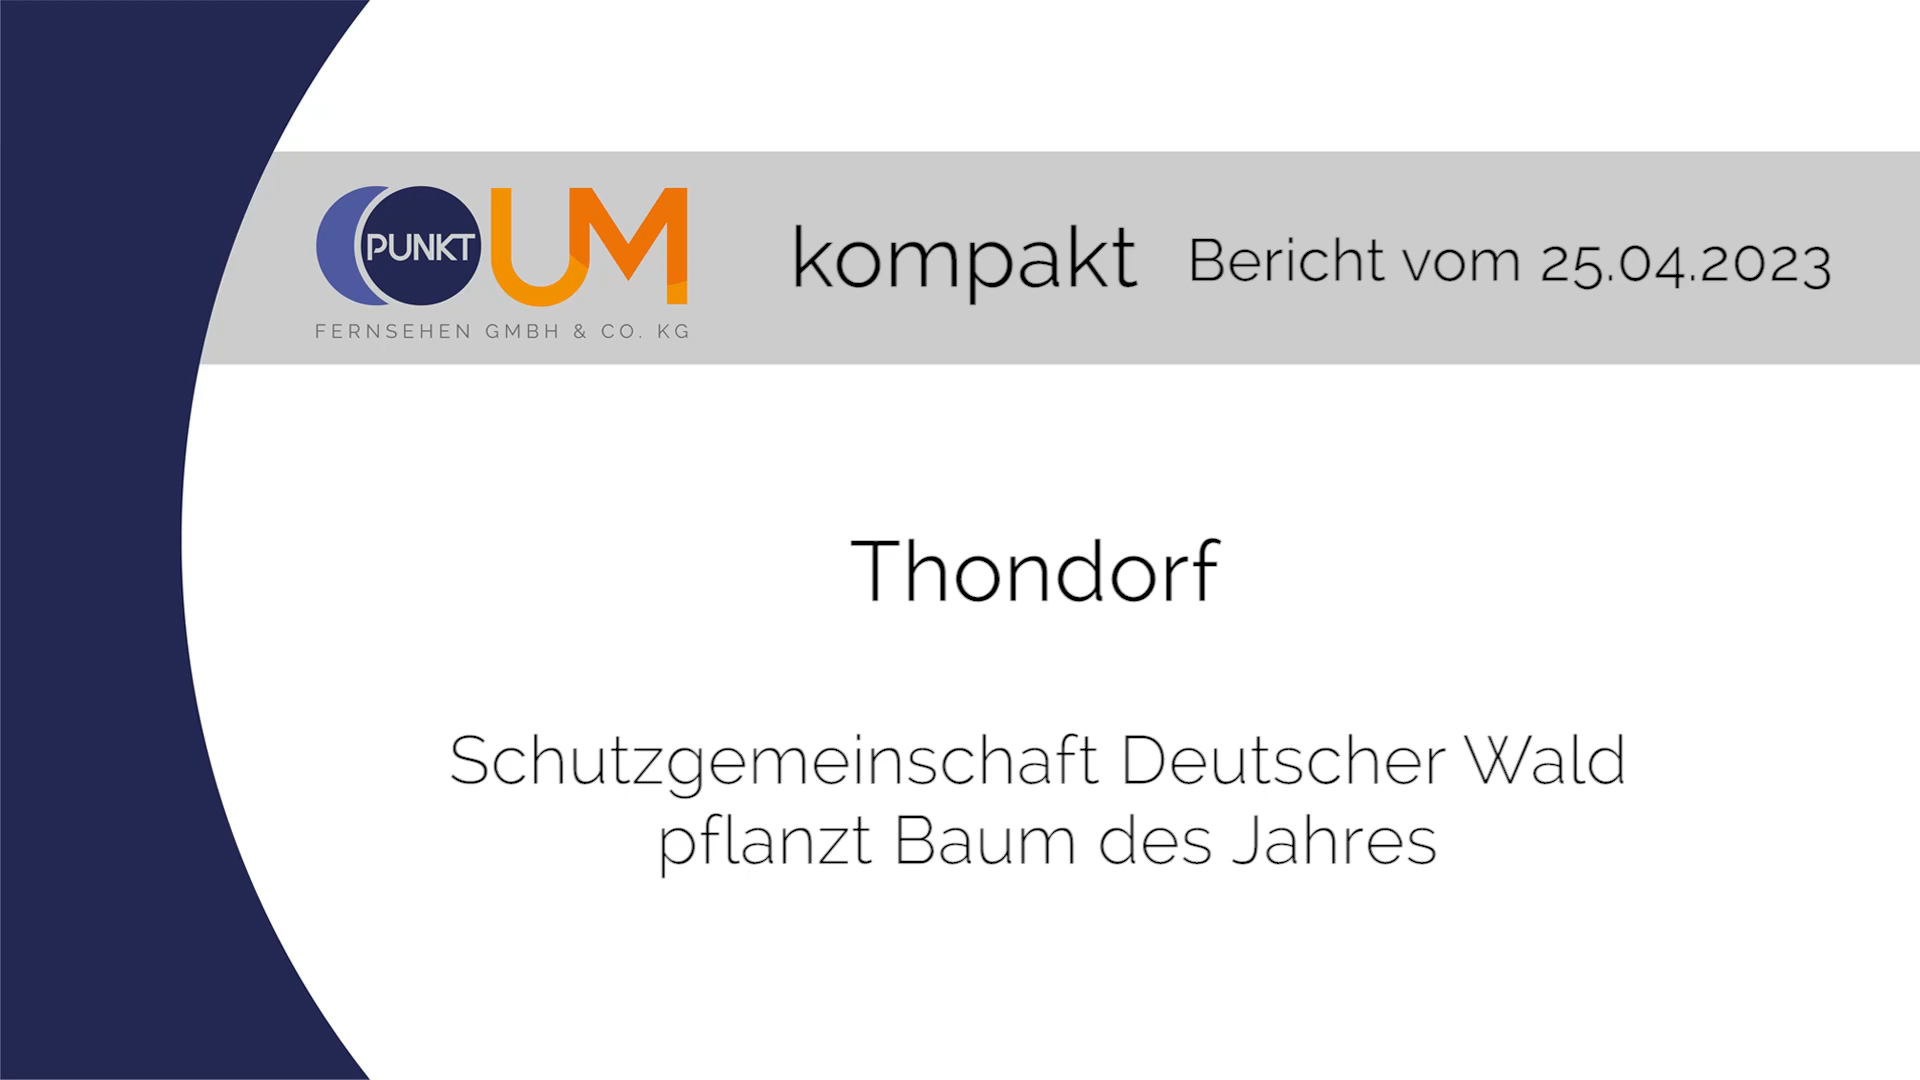 PUNKT UM
FERNSEHEN GMBH & CO. KG
kompakt Bericht vom 25.04.2023
Thondorf
Schutzgemeinschaft Deutscher Wald
pflanzt Baum des Jahres